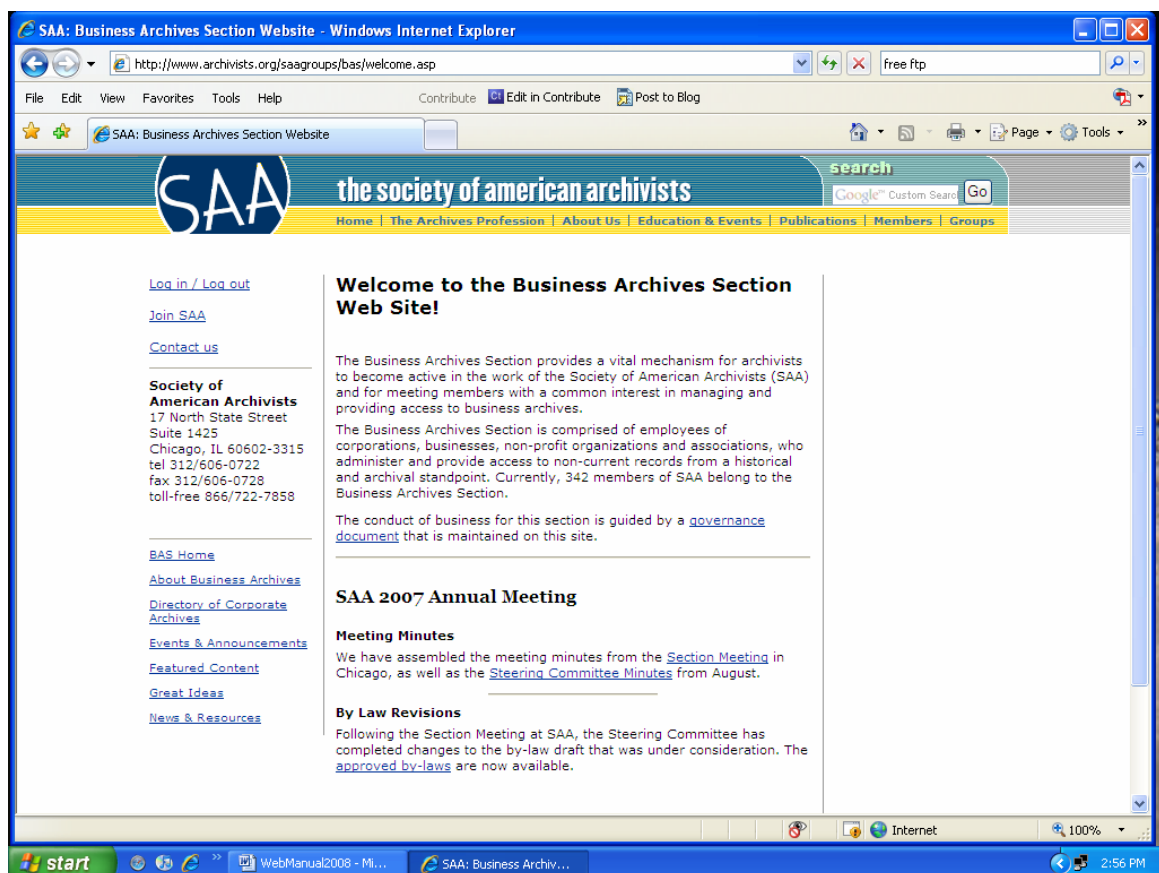 SAA: Business Archives Section Website - Windows Internet Explorer
http://www.archivists.org/saagroups/bas/welcome.asp
free ftp
File Edit View Favorites Tools Help
Contribute Edit in Contribute Post to Blog
SAA: Business Archives Section Website
Page Tools
SAA
the society of american archivists
search
Google™ Custom Searc Go
Home | The Archives Profession | About Us | Education & Events | Publications | Members | Groups
Log in / Log out
Join SAA
Contact us
Society of
American Archivists
17 North State Street
Suite 1425
Chicago, IL 60602-3315
tel 312/606-0722
fax 312/606-0728
toll-free 866/722-7858
BAS Home
About Business Archives
Directory of Corporate
Archives
Events & Announcements
Featured Content
Great Ideas
News & Resources
Welcome to the Business Archives Section
Web Site!
The Business Archives Section provides a vital mechanism for archivists
to become active in the work of the Society of American Archivists (SAA)
and for meeting members with a common interest in managing and
providing access to business archives.
The Business Archives Section is comprised of employees of
corporations, businesses, non-profit organizations and associations, who
administer and provide access to non-current records from a historical
and archival standpoint. Currently, 342 members of SAA belong to the
Business Archives Section.
The conduct of business for this section is guided by a governance
document that is maintained on this site.
SAA 2007 Annual Meeting
Meeting Minutes
We have assembled the meeting minutes from the Section Meeting in
Chicago, as well as the Steering Committee Minutes from August.
By Law Revisions
Following the Section Meeting at SAA, the Steering Committee has
completed changes to the by-law draft that was under consideration. The
approved by-laws are now available.
Internet
100%
start
WebManual2008 - Mi...
SAA: Business Archiv...
2:56 PM